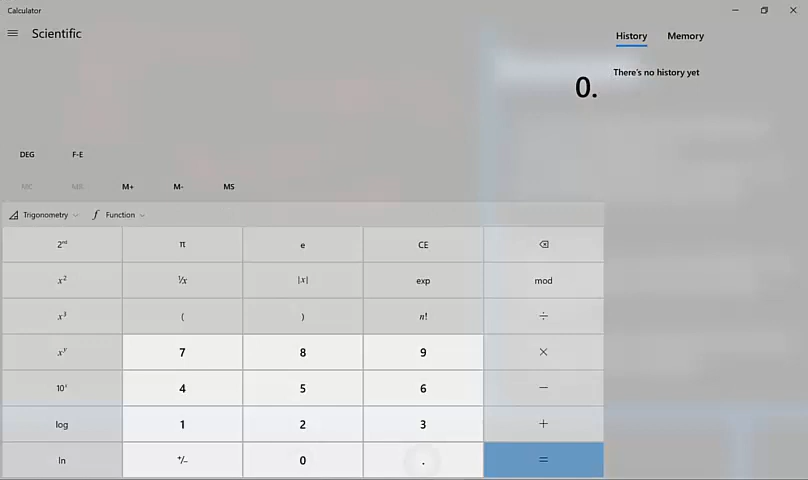 Calculator
Scientific
History Memory
There's no history yet
0.
DEG F-E
MC MR M+ M- MS
Trigonometry f Function
2ⁿᵈ π e CE
x² ¹/x |x| exp mod
x³ ( ) n! ÷
xʸ 7 8 9 ×
10ˣ 4 5 6 −
log 1 2 3 +
ln +/− 0 . =